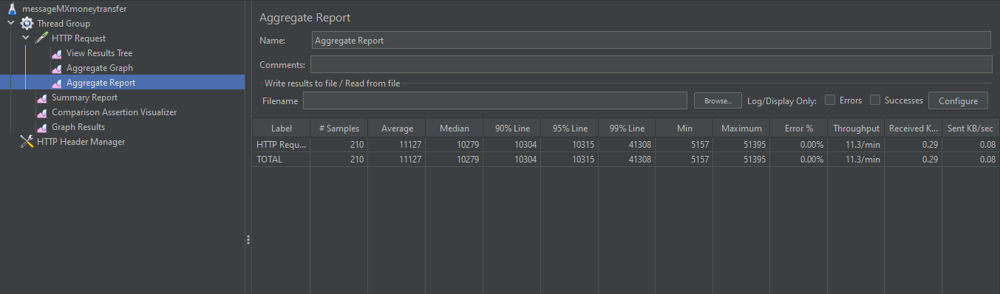 messageMXmoneytransfer
Thread Group
HTTP Request
View Results Tree
Aggregate Graph
Aggregate Report
Summary Report
Comparison Assertion Visualizer
Graph Results
HTTP Header Manager
Aggregate Report
Name: Aggregate Report
Comments:
Write results to file / Read from file
Filename Browse... Log/Display Only: Errors Successes Configure
Label # Samples Average Median 90% Line 95% Line 99% Line Min Maximum Error % Throughput Received K... Sent KB/sec
HTTP Requ... 210 11127 10279 10304 10315 41308 5157 51395 0.00% 11.3/min 0.29 0.08
TOTAL 210 11127 10279 10304 10315 41308 5157 51395 0.00% 11.3/min 0.29 0.08